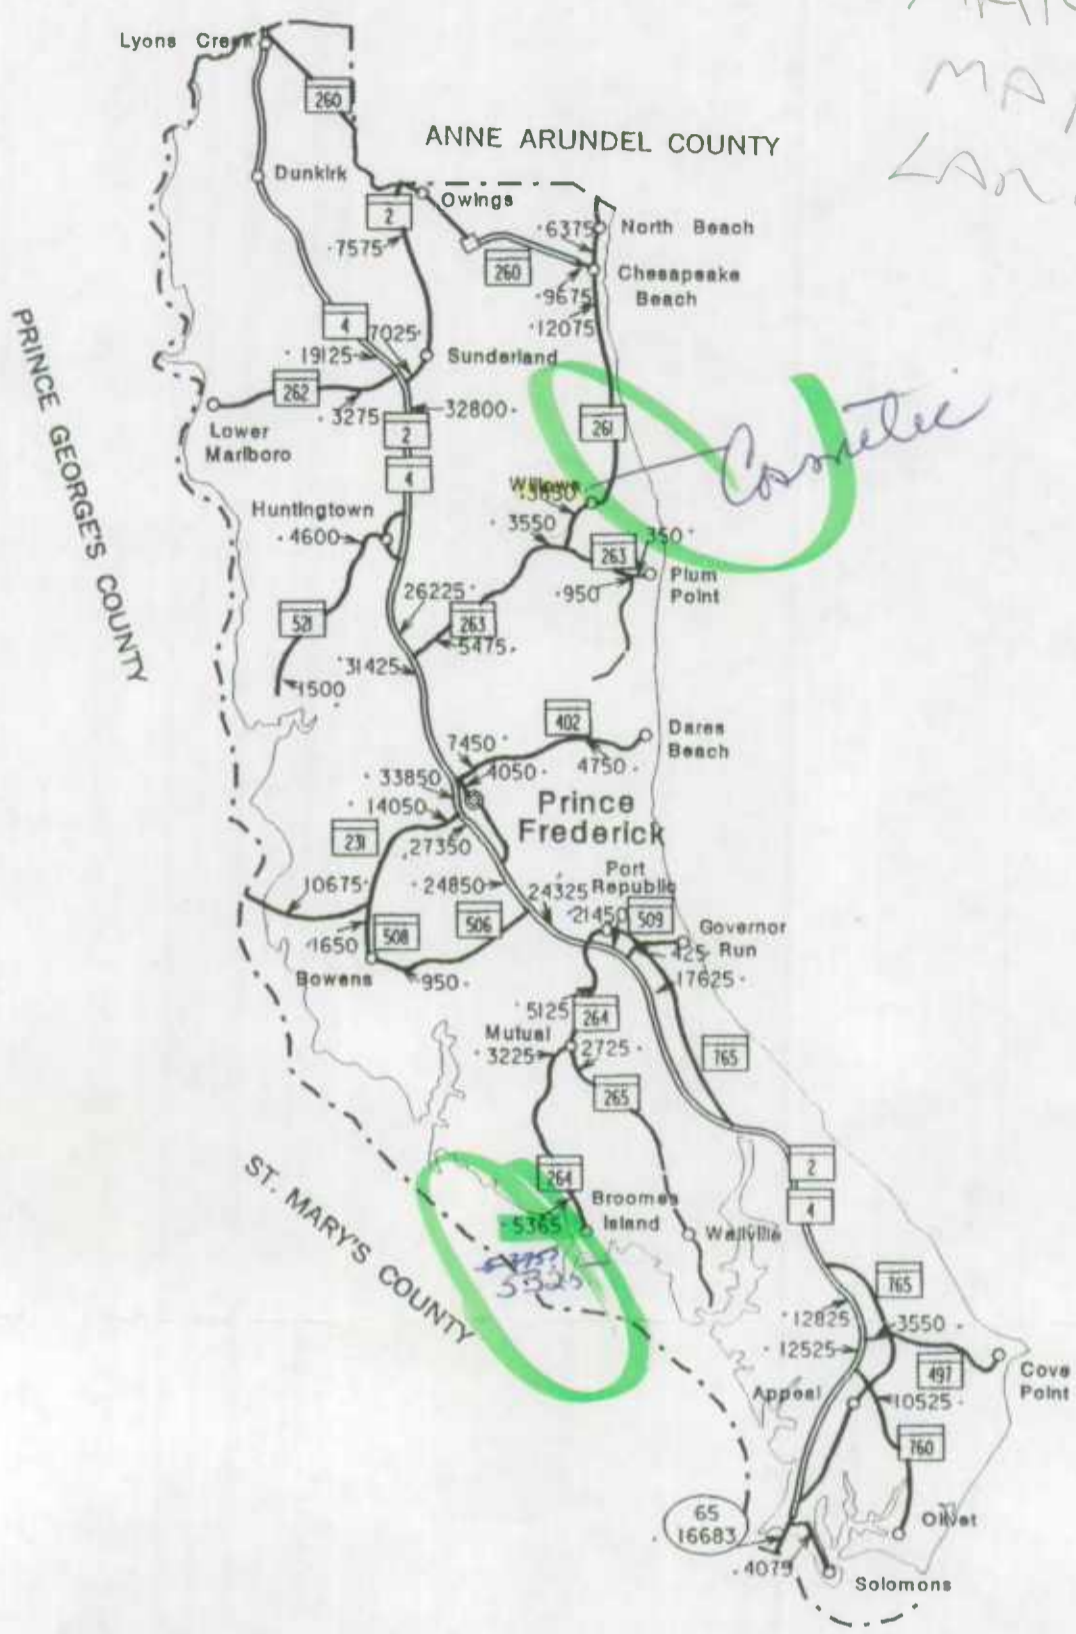 MA
LAN
Lyons Creek
260
ANNE ARUNDEL COUNTY
Dunkirk
Owings
2
·7575
·6375
North Beach
260
Chesapeake
Beach
·9675
·12075
PRINCE GEORGE'S COUNTY
4
7025·
·19125
Sunderland
262
·3275
32800·
Lower
Marlboro
2
4
261
Cosmetic
Willows
·3650
Huntingtown
·4600
·3550
263
350·
Plum
Point
·950
26225·
521
263
5475·
·31425
1500
402
Dares
Beach
7450·
4050·
4750·
·33850
·14050
Prince
Frederick
231
·27350
10675·
·24850
24325
Port
Republic
·21450
509
508
506
Governor
Run
425·
·1650
17625·
Bowens
950·
·5125
264
Mutual
·3225
2725·
765
265
ST. MARY'S COUNTY
264
2
4
Broomes
Island
·5365
5325
Wallville
765
·12825
3550·
·12525
497
Cove
Point
Appeal
10525·
760
65
·16683
Olivet
·4079
Solomons